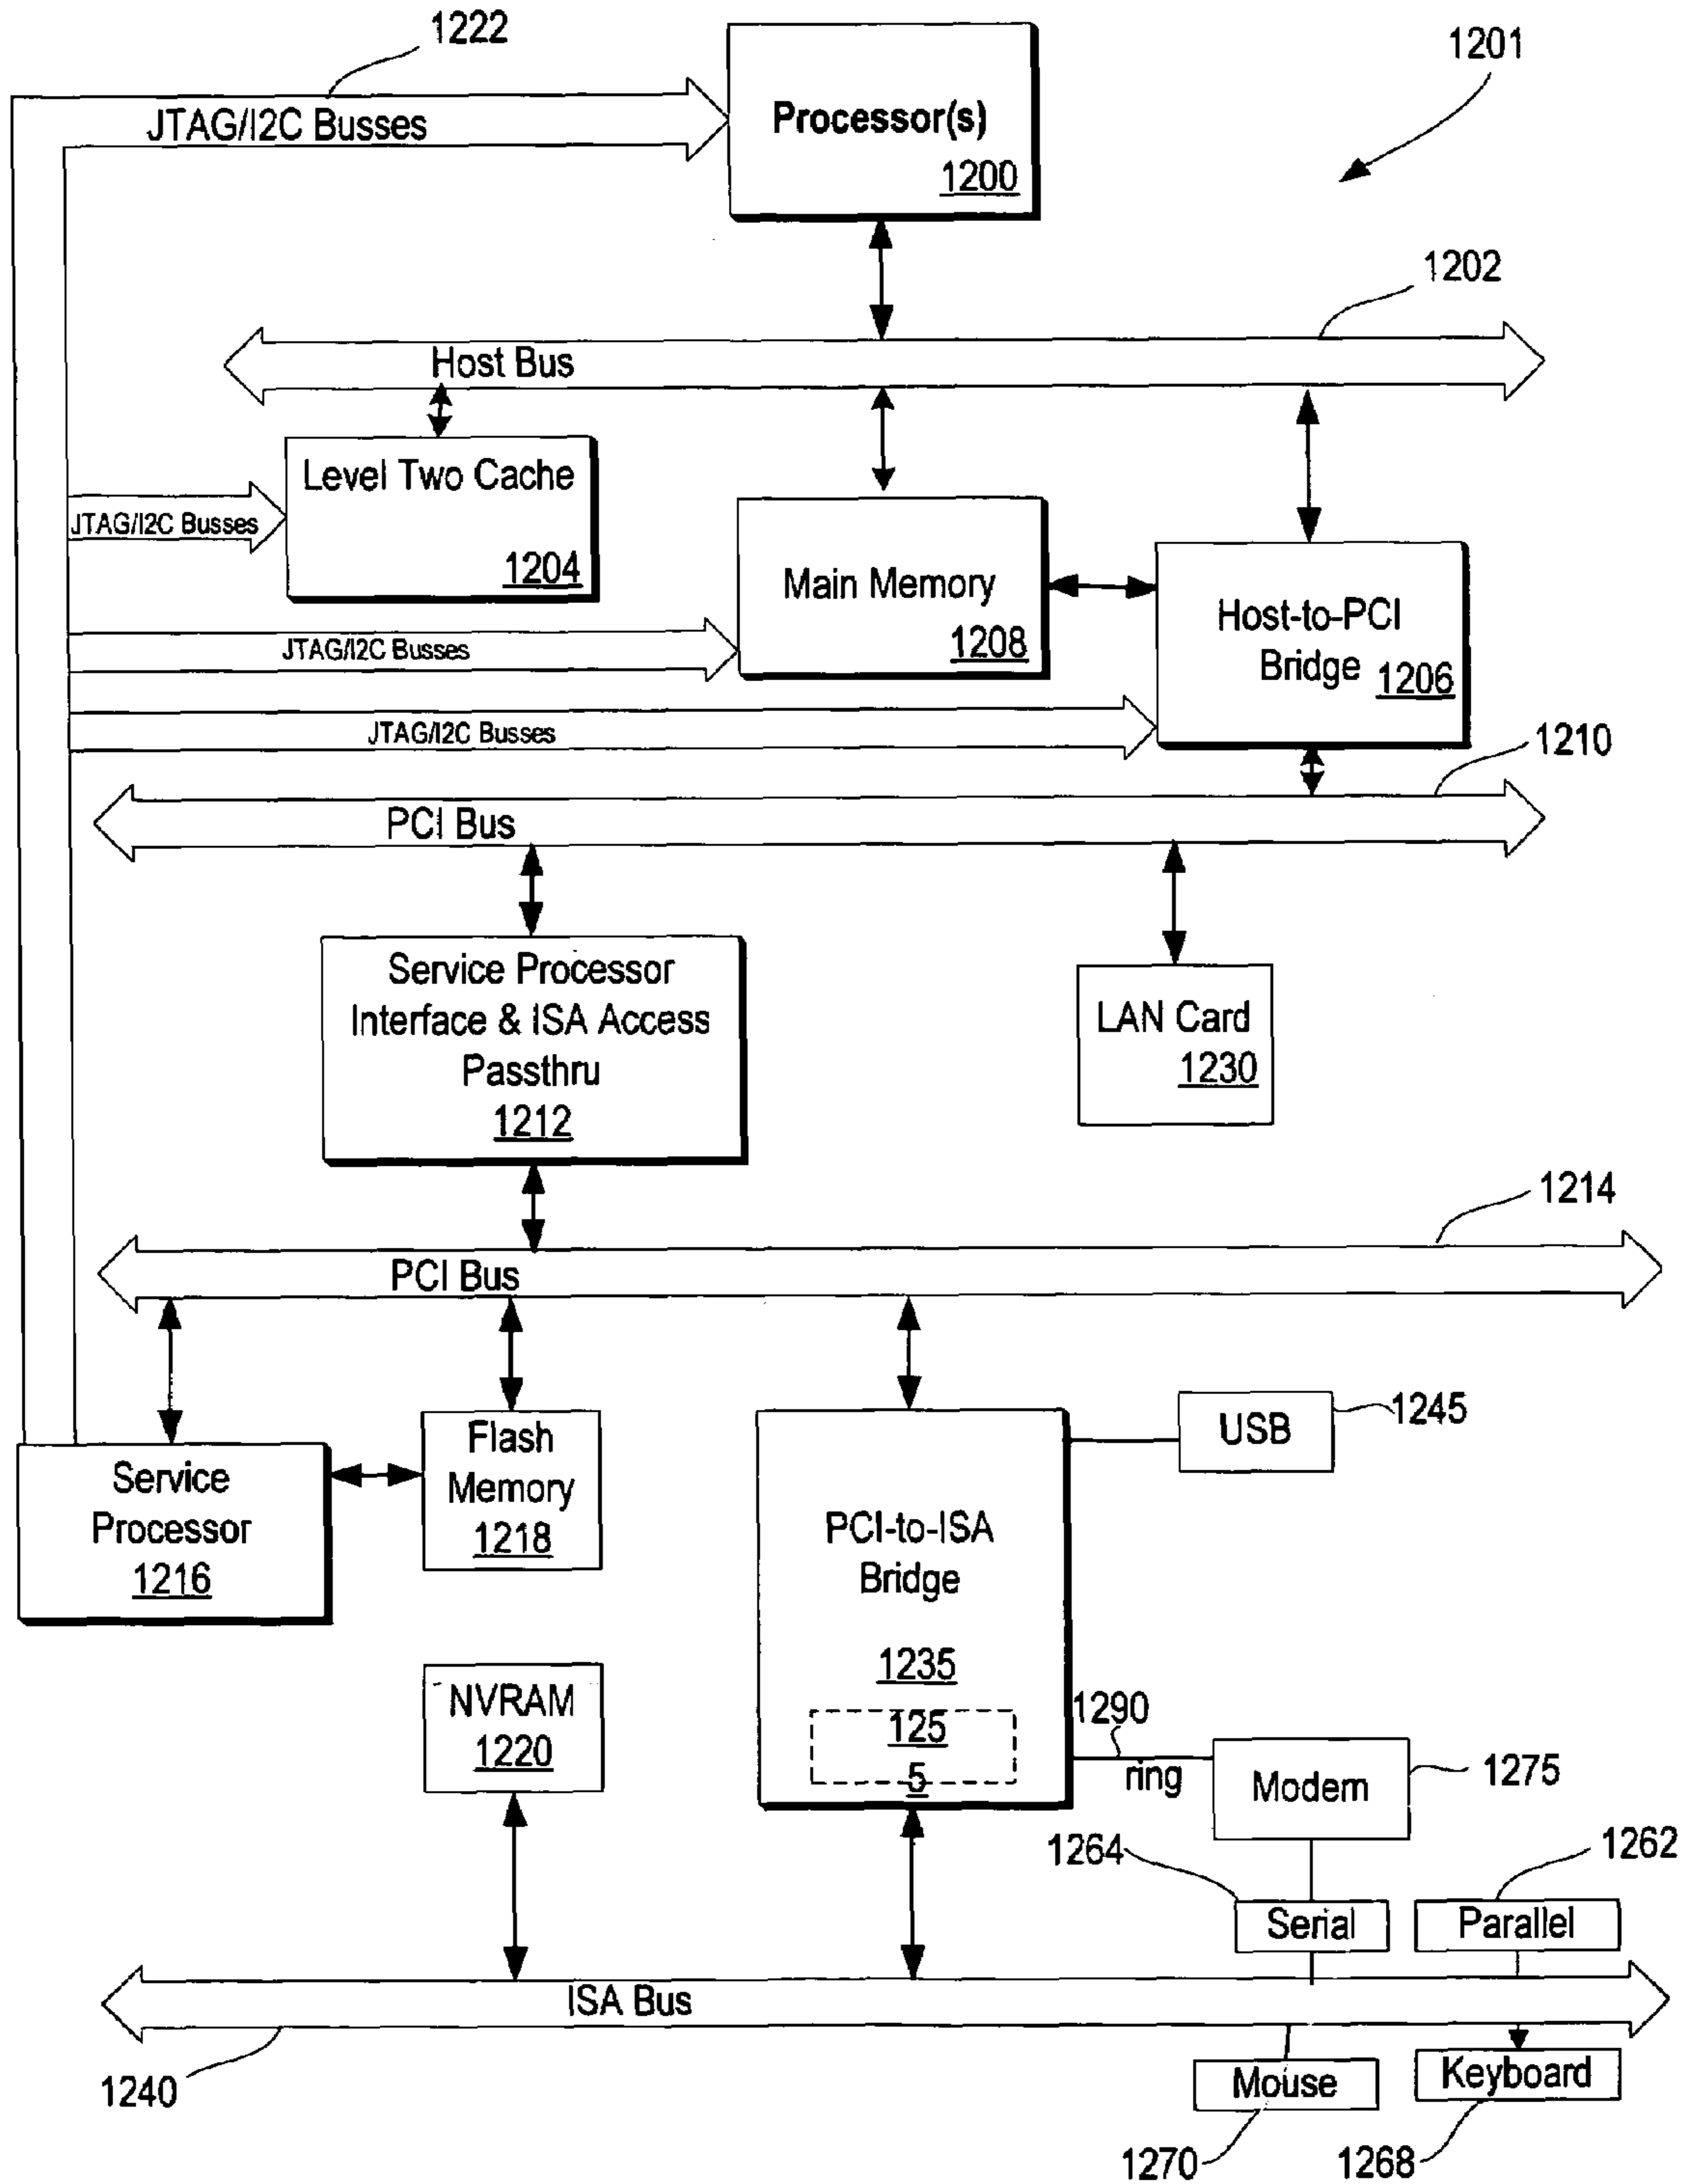 1222
1201
JTAG/I2C Busses
Processor(s)
1200
1202
Host Bus
Level Two Cache
1204
JTAG/I2C Busses
Main Memory
1208
Host-to-PCI
Bridge 1206
JTAG/I2C Busses
JTAG/I2C Busses
1210
PCI Bus
Service Processor
Interface & ISA Access
Passthru
1212
LAN Card
1230
1214
PCI Bus
Service
Processor
1216
Flash
Memory
1218
PCI-to-ISA
Bridge
1235
125
5
USB
1245
NVRAM
1220
1290
ring
Modem
1275
1264
1262
Serial
Parallel
ISA Bus
1240
Mouse
Keyboard
1270
1268